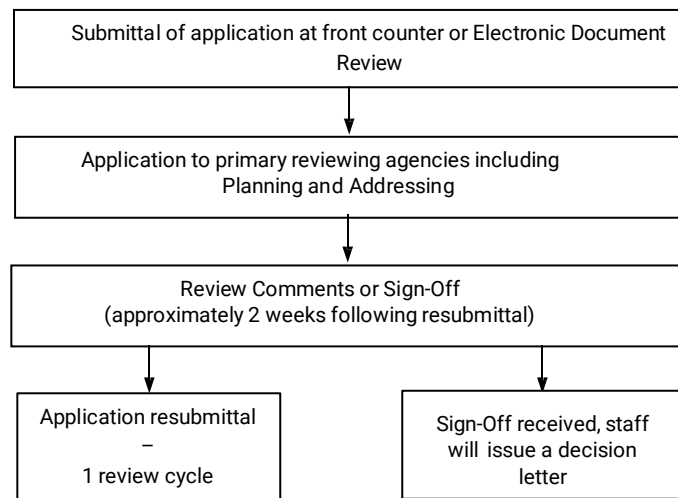 Submittal of application at front counter or Electronic Document
Review
Application to primary reviewing agencies including
Planning and Addressing
Review Comments or Sign-Off
(approximately 2 weeks following resubmittal)
Application resubmittal
–
1 review cycle
Sign-Off received, staff
will issue a decision
letter